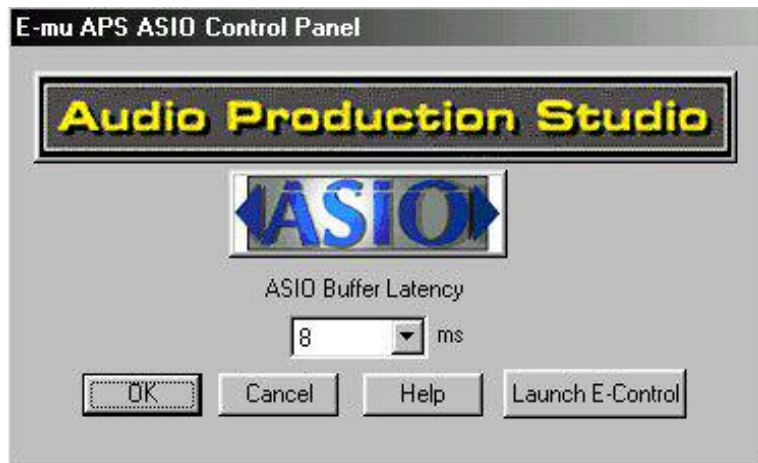 E-mu APS ASIO Control Panel
Audio Production Studio
ASIO
ASIO Buffer Latency
8 ms
OK Cancel Help Launch E-Control